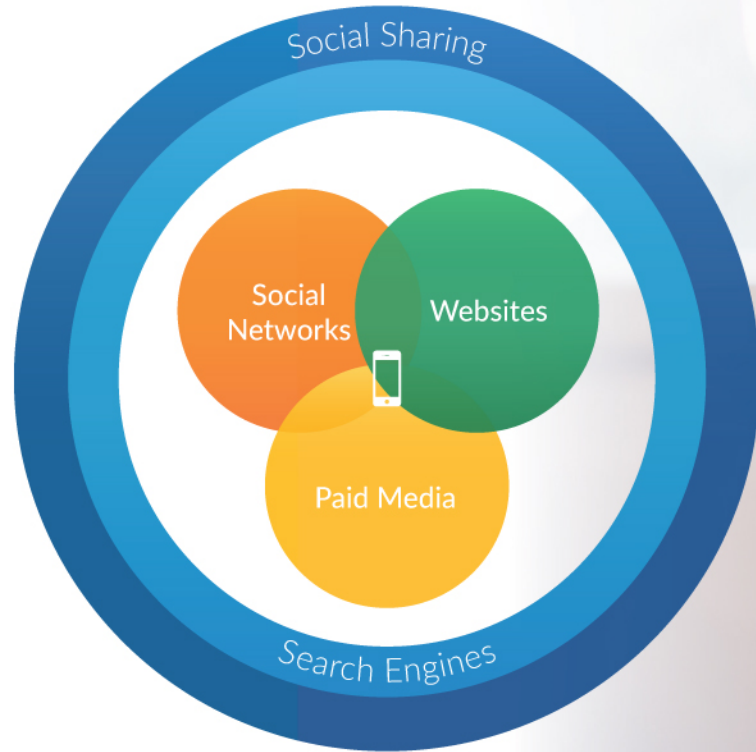 Social Sharing
Social
Networks
Websites
Paid Media
Search Engines